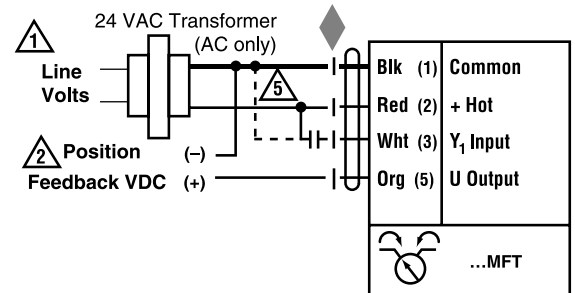 24 VAC Transformer
(AC only)
1
Line
Volts
5
2 Position (–)
Feedback VDC (+)
Blk (1) Common
Red (2) + Hot
Wht (3) Y1 Input
Org (5) U Output
...MFT